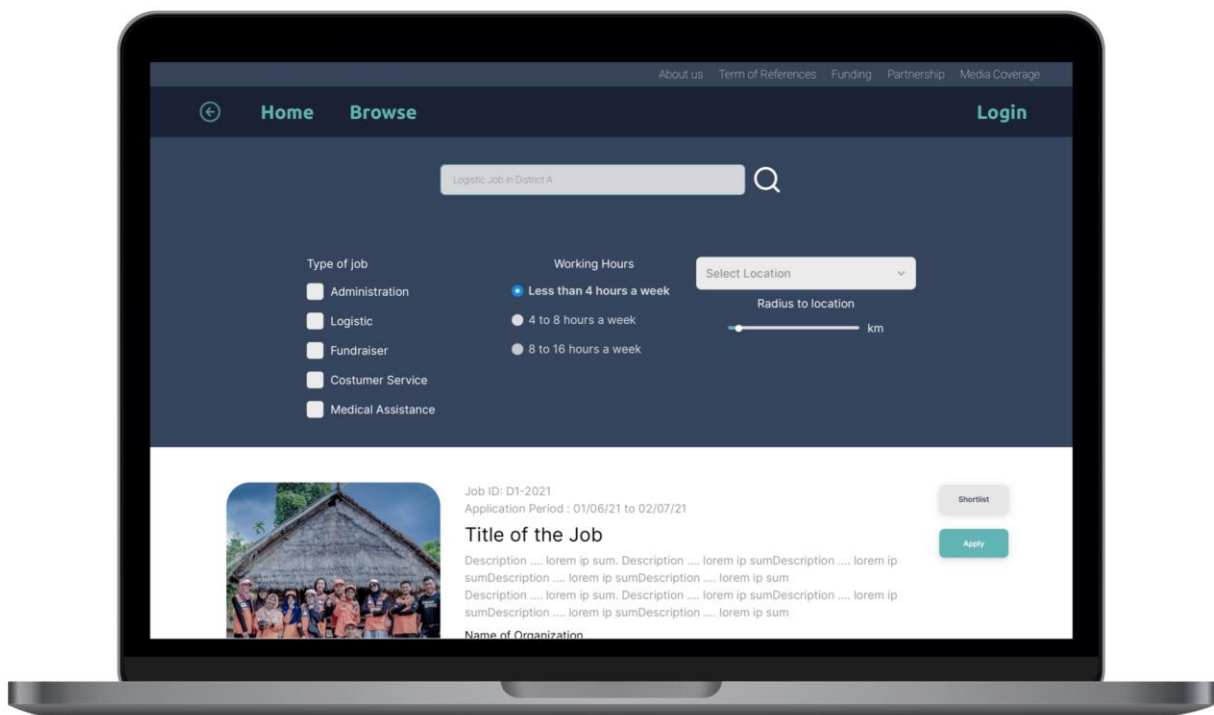 About us Term of References Funding Partnership Media Coverage
Home Browse Login
Logistic Job in District A
Type of job
Administration
Logistic
Fundraiser
Costumer Service
Medical Assistance
Working Hours
Less than 4 hours a week
4 to 8 hours a week
8 to 16 hours a week
Select Location
Radius to location
km
Job ID: D1-2021
Application Period : 01/06/21 to 02/07/21
Title of the Job
Description .... lorem ip sum. Description .... lorem ip sumDescription .... lorem ip
sumDescription .... lorem ip sumDescription .... lorem ip sum
Description .... lorem ip sum. Description .... lorem ip sumDescription .... lorem ip
sumDescription .... lorem ip sumDescription .... lorem ip sum
Name of Organization
Shortlist
Apply